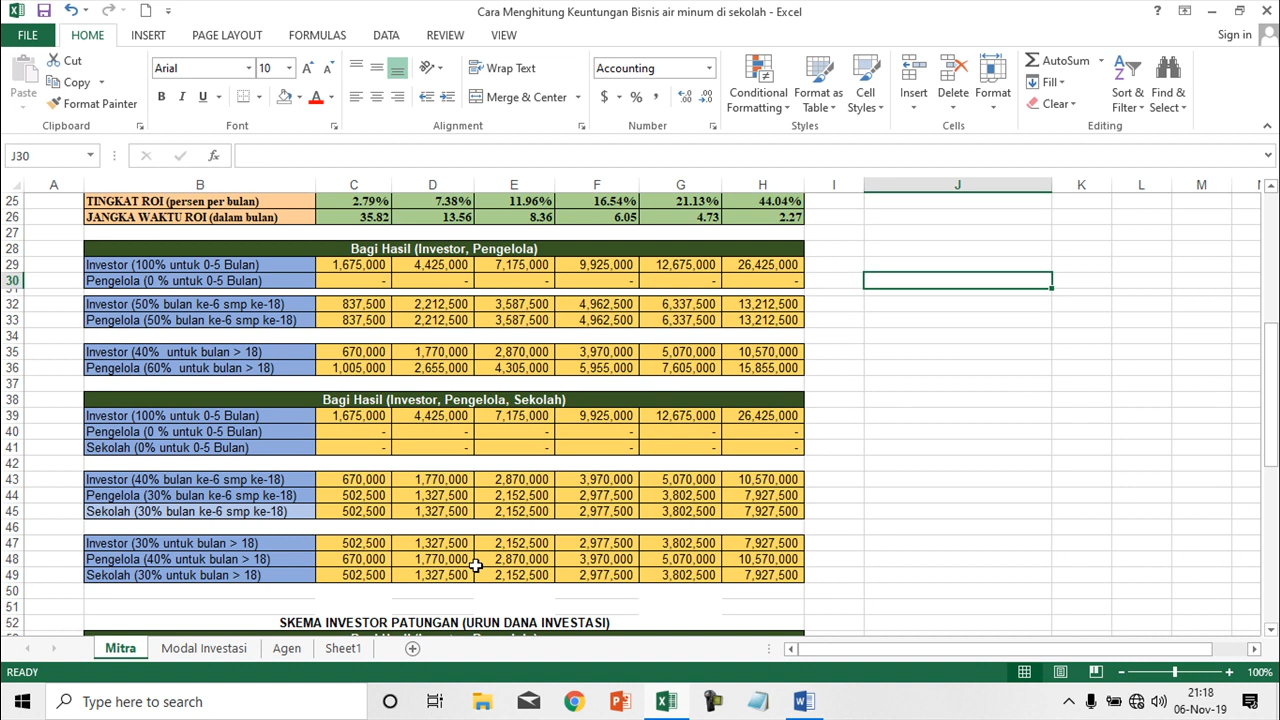 Cara Menghitung Keuntungan Bisnis air minum di sekolah - Excel
FILE HOME INSERT PAGE LAYOUT FORMULAS DATA REVIEW VIEW Sign in
Paste Cut Copy Format Painter Clipboard
Arial 10 B I U A Font
Wrap Text Merge & Center Alignment
Accounting $ % , Number
Conditional Formatting Format as Table Cell Styles Styles
Insert Delete Format Cells
AutoSum Fill Clear Sort & Filter Find & Select Editing
J30 fx
A B C D E F G H I J K L M
25 TINGKAT ROI (persen per bulan) 2.79% 7.38% 11.96% 16.54% 21.13% 44.04%
26 JANGKA WAKTU ROI (dalam bulan) 35.82 13.56 8.36 6.05 4.73 2.27
27
28 Bagi Hasil (Investor, Pengelola)
29 Investor (100% untuk 0-5 Bulan) 1,675,000 4,425,000 7,175,000 9,925,000 12,675,000 26,425,000
30 Pengelola (0 % untuk 0-5 Bulan) - - - - - -
32 Investor (50% bulan ke-6 smp ke-18) 837,500 2,212,500 3,587,500 4,962,500 6,337,500 13,212,500
33 Pengelola (50% bulan ke-6 smp ke-18) 837,500 2,212,500 3,587,500 4,962,500 6,337,500 13,212,500
34
35 Investor (40% untuk bulan > 18) 670,000 1,770,000 2,870,000 3,970,000 5,070,000 10,570,000
36 Pengelola (60% untuk bulan > 18) 1,005,000 2,655,000 4,305,000 5,955,000 7,605,000 15,855,000
37
38 Bagi Hasil (Investor, Pengelola, Sekolah)
39 Investor (100% untuk 0-5 Bulan) 1,675,000 4,425,000 7,175,000 9,925,000 12,675,000 26,425,000
40 Pengelola (0 % untuk 0-5 Bulan) - - - - - -
41 Sekolah (0% untuk 0-5 Bulan) - - - - - -
42
43 Investor (40% bulan ke-6 smp ke-18) 670,000 1,770,000 2,870,000 3,970,000 5,070,000 10,570,000
44 Pengelola (30% bulan ke-6 smp ke-18) 502,500 1,327,500 2,152,500 2,977,500 3,802,500 7,927,500
45 Sekolah (30% bulan ke-6 smp ke-18) 502,500 1,327,500 2,152,500 2,977,500 3,802,500 7,927,500
46
47 Investor (30% untuk bulan > 18) 502,500 1,327,500 2,152,500 2,977,500 3,802,500 7,927,500
48 Pengelola (40% untuk bulan > 18) 670,000 1,770,000 2,870,000 3,970,000 5,070,000 10,570,000
49 Sekolah (30% untuk bulan > 18) 502,500 1,327,500 2,152,500 2,977,500 3,802,500 7,927,500
50
51
52 SKEMA INVESTOR PATUNGAN (URUN DANA INVESTASI)
Mitra Modal Investasi Agen Sheet1
READY 100%
Type here to search
21:18
06-Nov-19